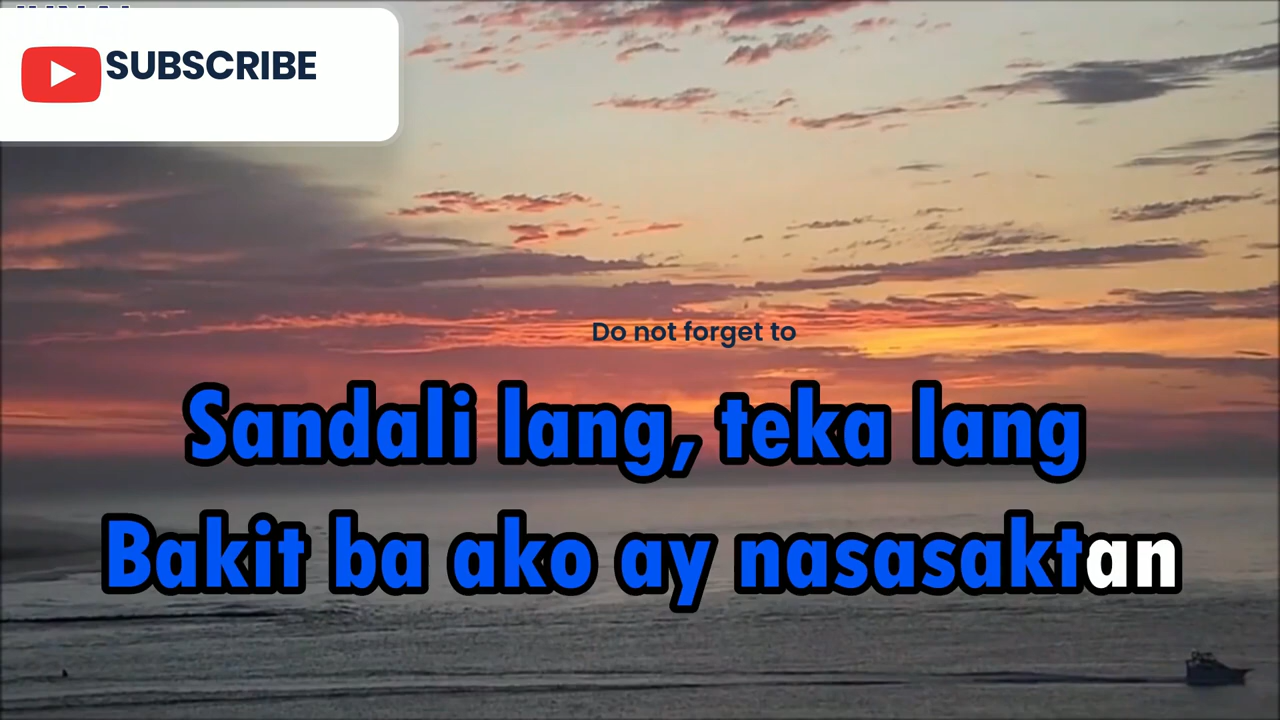 SUBSCRIBE
Do not forget to
Sandali lang, teka lang
Bakit ba ako ay nasasaktan